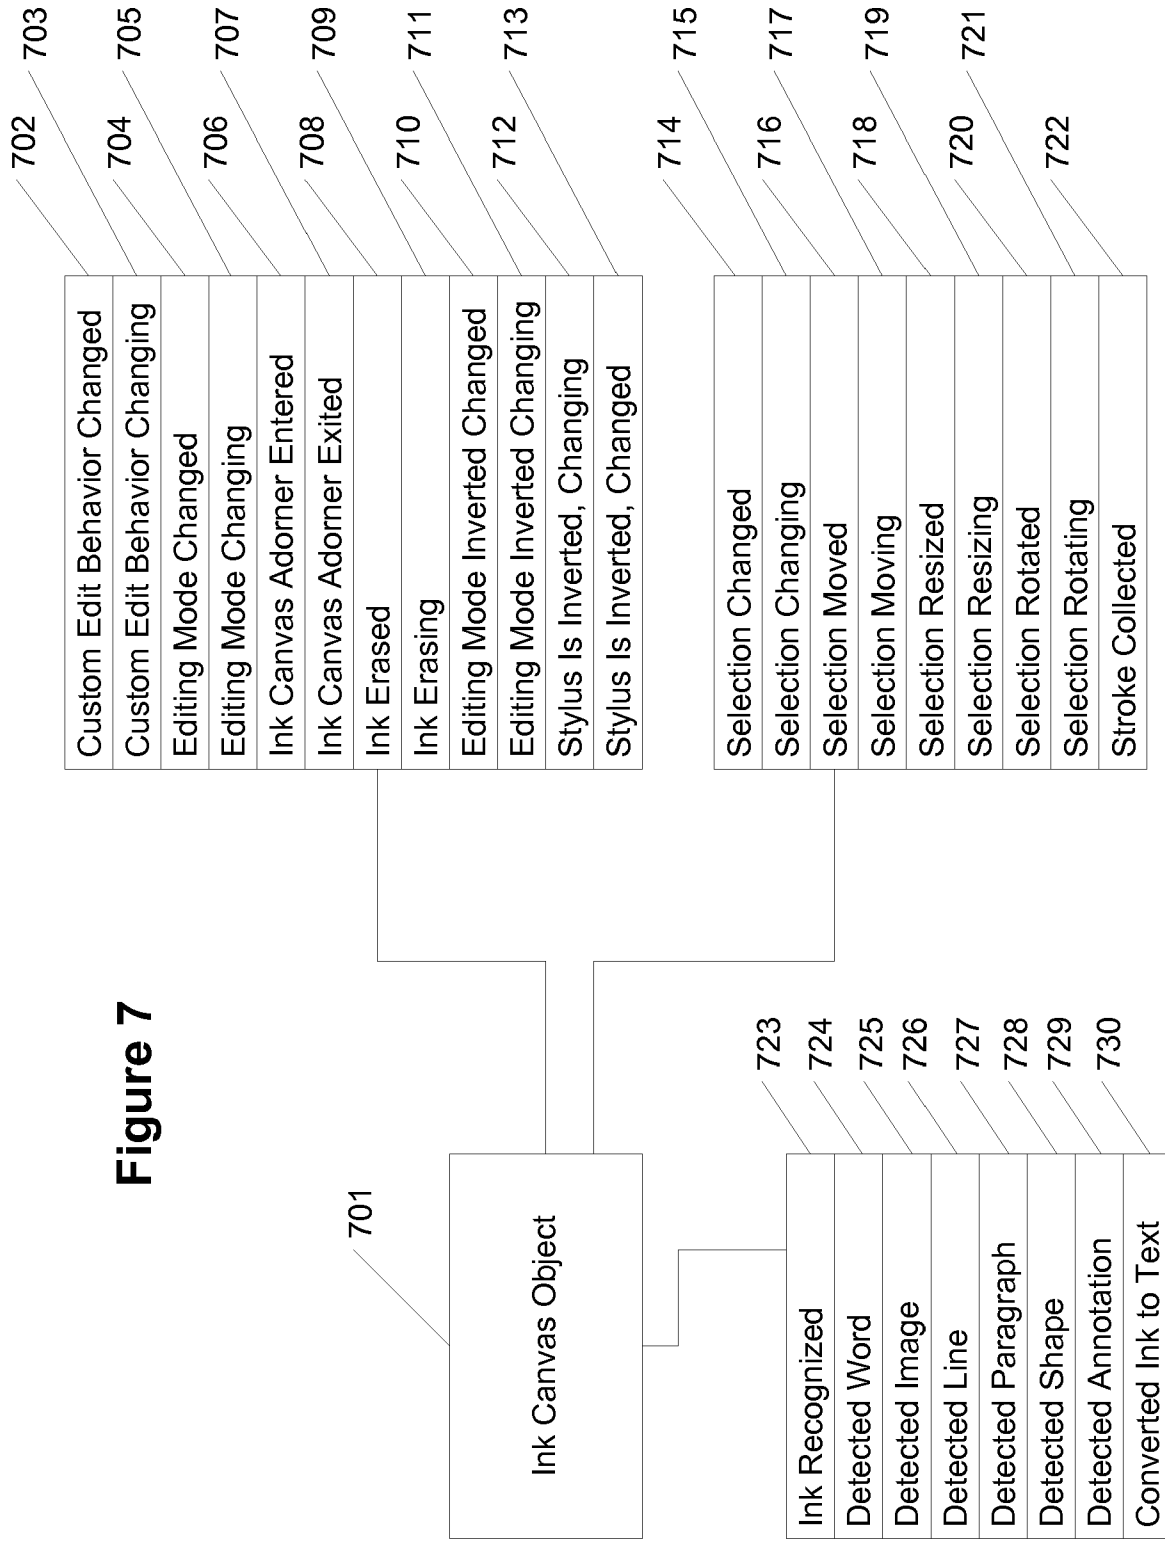 Figure 7
701
Ink Canvas Object
Custom Edit Behavior Changed
Custom Edit Behavior Changing
Editing Mode Changed
Editing Mode Changing
Ink Canvas Adorner Entered
Ink Canvas Adorner Exited
Ink Erased
Ink Erasing
Editing Mode Inverted Changed
Editing Mode Inverted Changing
Stylus Is Inverted, Changing
Stylus Is Inverted, Changed
702
703
704
705
706
707
708
709
710
711
712
713
Selection Changed
Selection Changing
Selection Moved
Selection Moving
Selection Resized
Selection Resizing
Selection Rotated
Selection Rotating
Stroke Collected
714
715
716
717
718
719
720
721
722
Ink Recognized
Detected Word
Detected Image
Detected Line
Detected Paragraph
Detected Shape
Detected Annotation
Converted Ink to Text
723
724
725
726
727
728
729
730